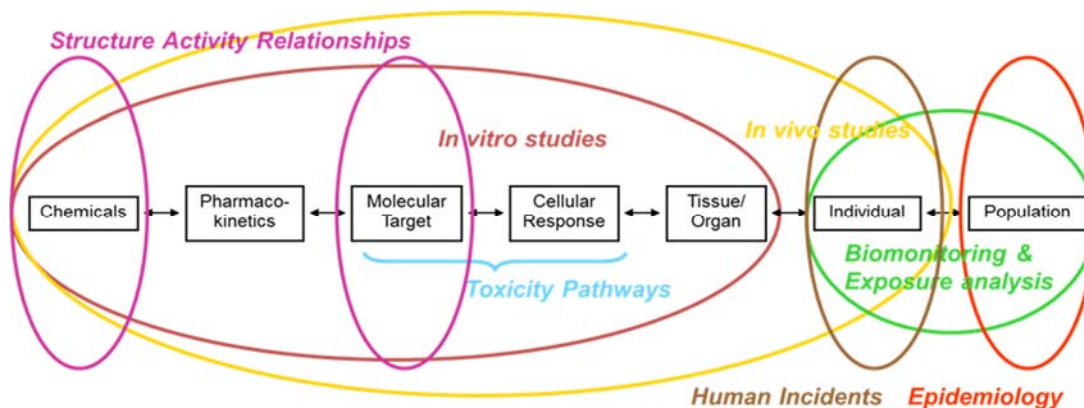 Structure Activity Relationships
In vitro studies
In vivo studies
Chemicals
Pharmaco-
kinetics
Molecular
Target
Cellular
Response
Tissue/
Organ
Individual
Population
Toxicity Pathways
Biomonitoring &
Exposure analysis
Human Incidents
Epidemiology